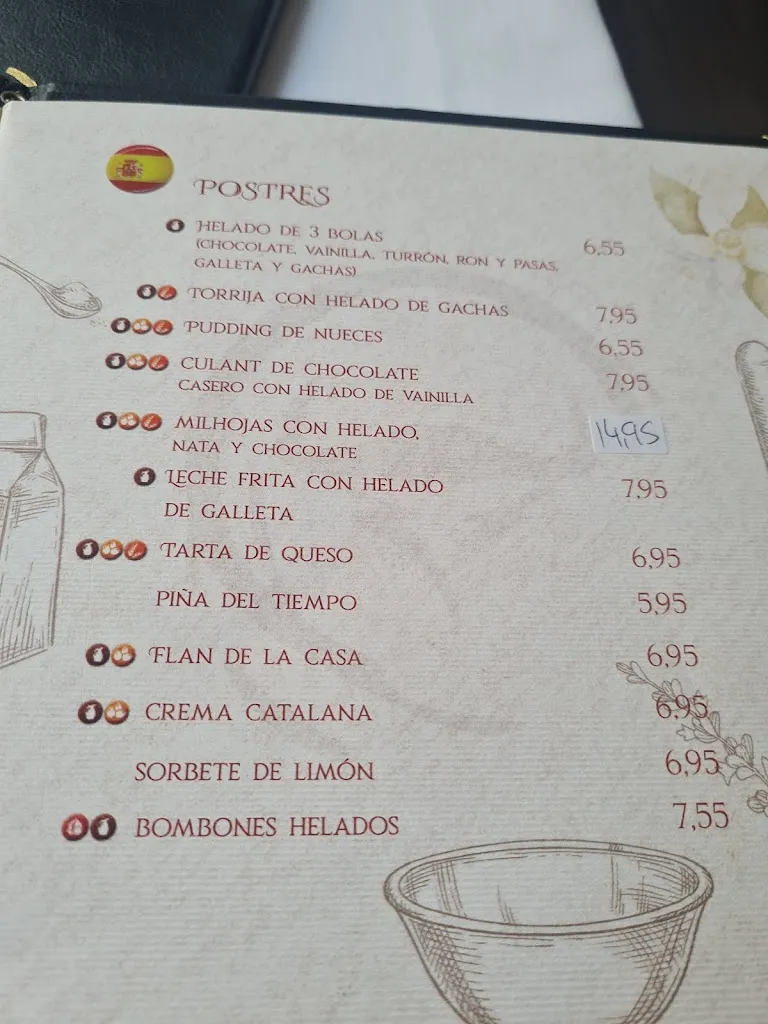 POSTRES
HELADO DE 3 BOLAS 6,55
(CHOCOLATE, VAINILLA, TURRÓN, RON Y PASAS,
GALLETA Y GACHAS)
TORRIJA CON HELADO DE GACHAS 7,95
PUDDING DE NUECES 6,55
CULANT DE CHOCOLATE 7,95
CASERO CON HELADO DE VAINILLA
MILHOJAS CON HELADO, 14,95
NATA Y CHOCOLATE
LECHE FRITA CON HELADO 7,95
DE GALLETA
TARTA DE QUESO 6,95
PIÑA DEL TIEMPO 5,95
FLAN DE LA CASA 6,95
CREMA CATALANA 6,95
SORBETE DE LIMÓN 6,95
BOMBONES HELADOS 7,55